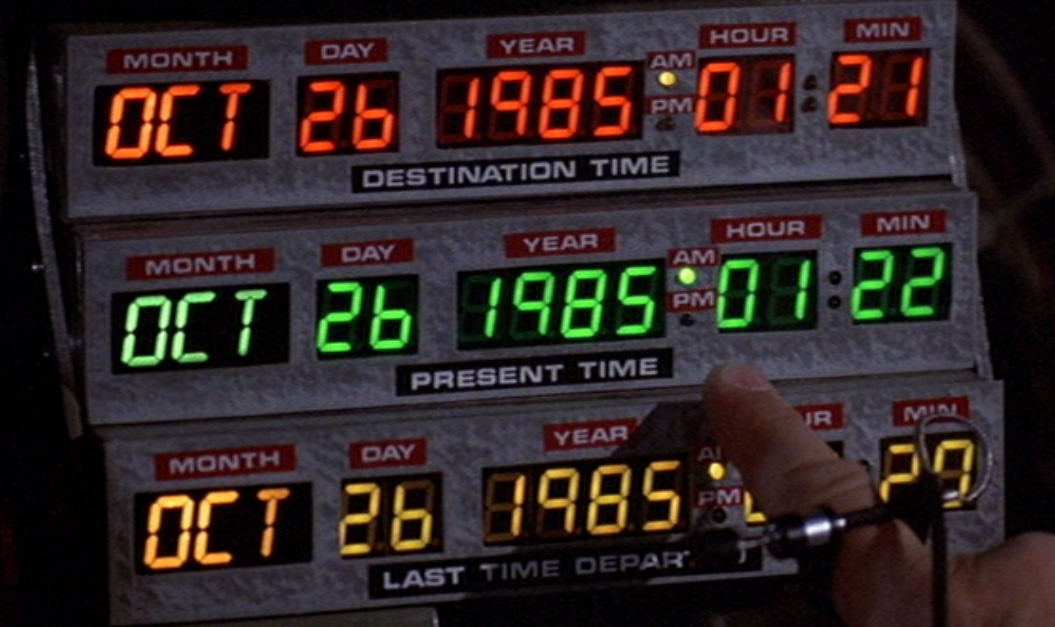 MONTH DAY YEAR AM HOUR MIN
OCT 26 1985 PM 01 : 21
DESTINATION TIME
MONTH DAY YEAR AM HOUR MIN
OCT 26 1985 PM 01 : 22
PRESENT TIME
MONTH DAY YEAR MIN
OCT 26 1985 PM
LAST TIME DEPAR